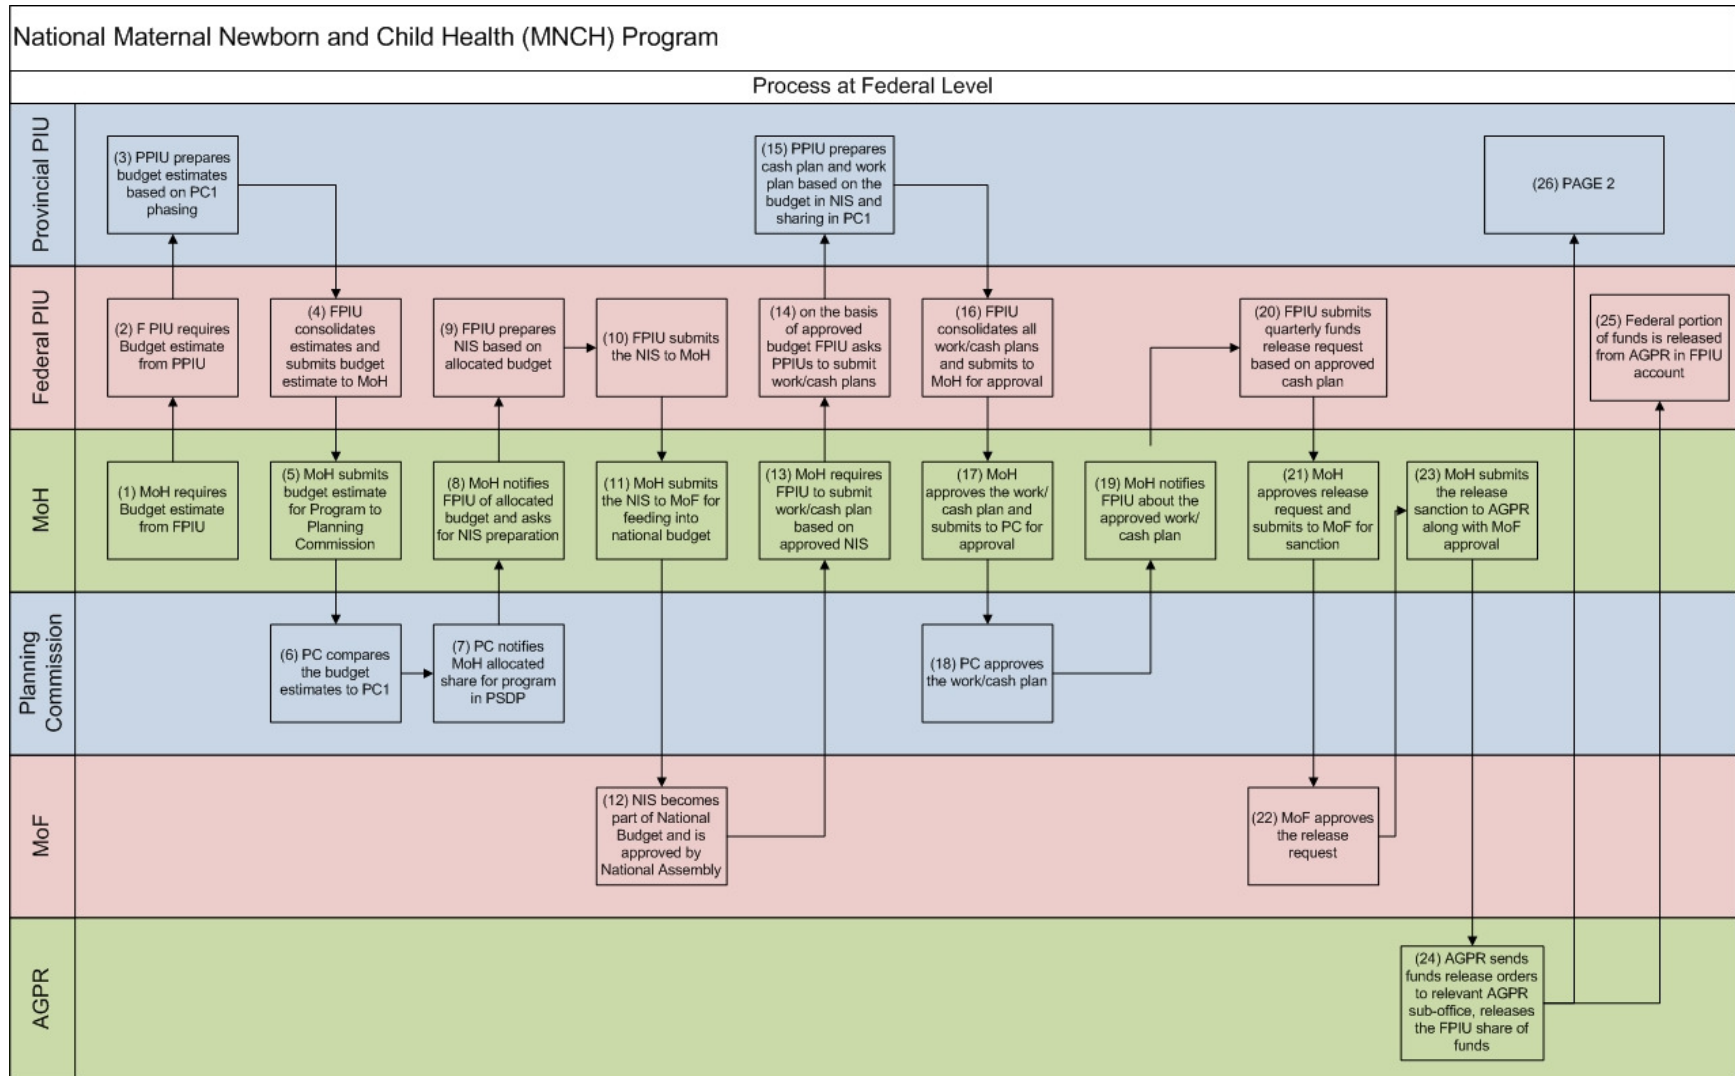 National Maternal Newborn and Child Health (MNCH) Program
Process at Federal Level
Provincial PIU
(3) PPIU prepares
budget estimates
based on PC1
phasing
(15) PPIU prepares
cash plan and work
plan based on the
budget in NIS and
sharing in PC1
(26) PAGE 2
Federal PIU
(2) F PIU requires
Budget estimate
from PPIU
(4) FPIU
consolidates
estimates and
submits budget
estimate to MoH
(9) FPIU prepares
NIS based on
allocated budget
(10) FPIU submits
the NIS to MoH
(14) on the basis
of approved
budget FPIU asks
PPIUs to submit
work/cash plans
(16) FPIU
consolidates all
work/cash plans
and submits to
MoH for approval
(20) FPIU submits
quarterly funds
release request
based on approved
cash plan
(25) Federal portion
of funds is released
from AGPR in FPIU
account
MoH
(1) MoH requires
Budget estimate
from FPIU
(5) MoH submits
budget estimate
for Program to
Planning
Commission
(8) MoH notifies
FPIU of allocated
budget and asks
for NIS preparation
(11) MoH submits
the NIS to MoF for
feeding into
national budget
(13) MoH requires
FPIU to submit
work/cash plan
based on
approved NIS
(17) MoH
approves the work/
cash plan and
submits to PC for
approval
(19) MoH notifies
FPIU about the
approved work/
cash plan
(21) MoH
approves release
request and
submits to MoF for
sanction
(23) MoH submits
the release
sanction to AGPR
along with MoF
approval
Planning
Commission
(6) PC compares
the budget
estimates to PC1
(7) PC notifies
MoH allocated
share for program
in PSDP
(18) PC approves
the work/cash plan
MoF
(12) NIS becomes
part of National
Budget and is
approved by
National Assembly
(22) MoF approves
the release
request
AGPR
(24) AGPR sends
funds release orders
to relevant AGPR
sub-office, releases
the FPIU share of
funds